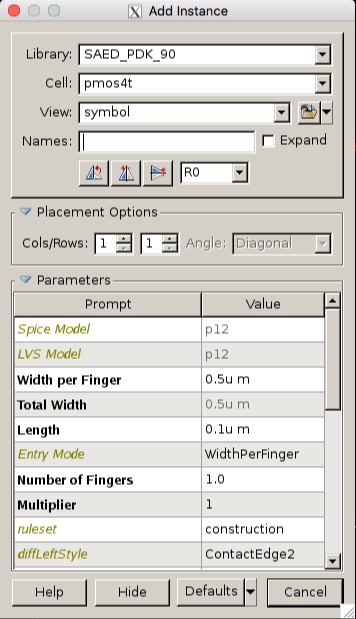 Add Instance
Library: SAED_PDK_90
Cell: pmos4t
View: symbol
Names: Expand
R0
Placement Options
Cols/Rows: 1 1 Angle: Diagonal
Parameters
Prompt Value
Spice Model p12
LVS Model p12
Width per Finger 0.5u m
Total Width 0.5u m
Length 0.1u m
Entry Mode WidthPerFinger
Number of Fingers 1.0
Multiplier 1
ruleset construction
diffLeftStyle ContactEdge2
Help Hide Defaults Cancel